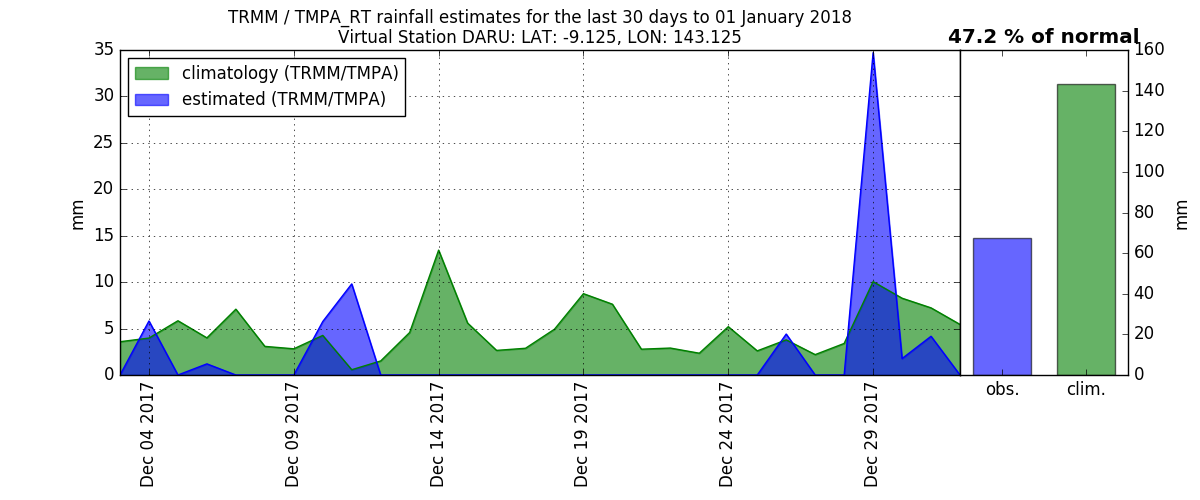 TRMM / TMPA_RT rainfall estimates for the last 30 days to 01 January 2018
Virtual Station DARU: LAT: -9.125, LON: 143.125
47.2 % of normal
climatology (TRMM/TMPA)
estimated (TRMM/TMPA)
35
30
25
20
15
10
5
0
mm
Dec 04 2017
Dec 09 2017
Dec 14 2017
Dec 19 2017
Dec 24 2017
Dec 29 2017
160
140
120
100
80
60
40
20
0
mm
obs.
clim.